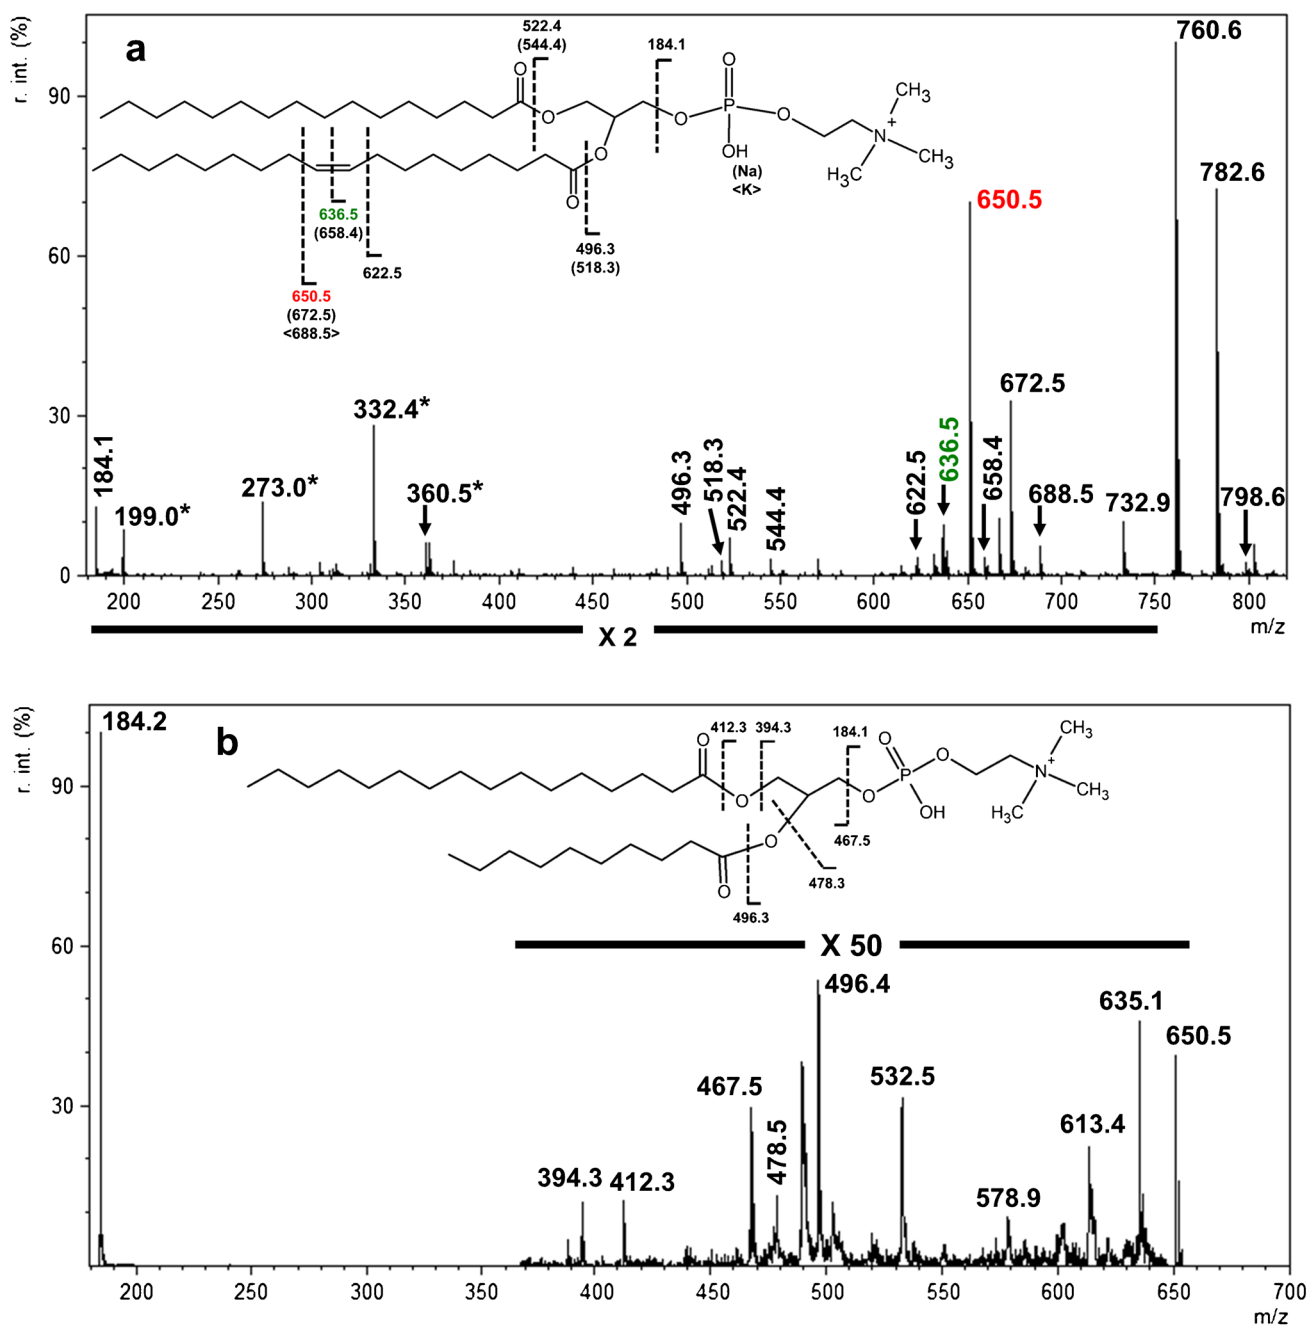 r. int. (%)
a
90
60
30
0
522.4
(544.4)
184.1
O
O
O
O
O
O
P
OH
(Na)
<K>
O
N
+
CH3
CH3
H3C
636.5
(658.4)
622.5
650.5
(672.5)
<688.5>
496.3
(518.3)
760.6
782.6
650.5
672.5
332.4*
184.1
199.0*
273.0*
360.5*
496.3
518.3
522.4
544.4
622.5
636.5
658.4
688.5
732.9
798.6
200 250 300 350 400 450 500 550 600 650 700 750 800
m/z
X 2
r. int. (%)
b
90
60
30
184.2
412.3 394.3
184.1
O
O
O
O
O
O
P
OH
O
N
+
CH3
CH3
H3C
467.5
478.3
496.3
X 50
496.4
635.1
650.5
532.5
467.5
478.5
613.4
578.9
394.3 412.3
200 250 300 350 400 450 500 550 600 650 700
m/z